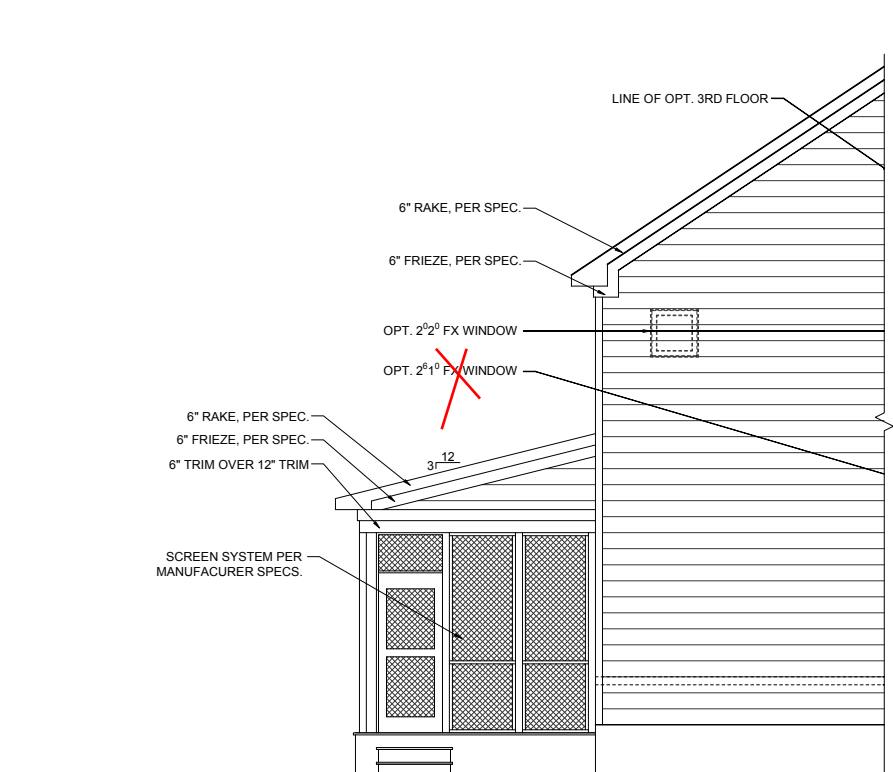 LINE OF OPT. 3RD FLOOR
6" RAKE, PER SPEC.
6" FRIEZE, PER SPEC.
OPT. 2⁰2⁰ FX WINDOW
OPT. 2⁶1⁰ FX WINDOW
6" RAKE, PER SPEC.
6" FRIEZE, PER SPEC.
12
3
6" TRIM OVER 12" TRIM
SCREEN SYSTEM PER
MANUFACURER SPECS.